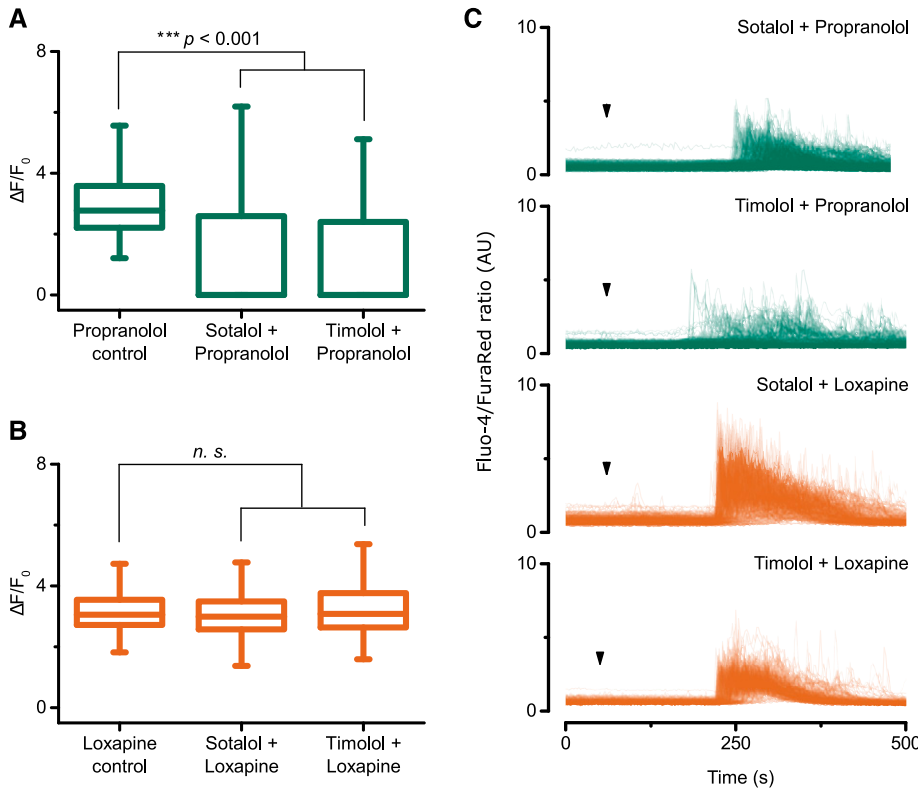 A
*** p < 0.001
8
4
0
ΔF/F0
Propranolol control
Sotalol + Propranolol
Timolol + Propranolol
B
n. s.
8
4
0
ΔF/F0
Loxapine control
Sotalol + Loxapine
Timolol + Loxapine
C
Fluo-4/FuraRed ratio (AU)
10
0
Sotalol + Propranolol
10
0
Timolol + Propranolol
10
0
Sotalol + Loxapine
10
0
Timolol + Loxapine
0
250
500
Time (s)